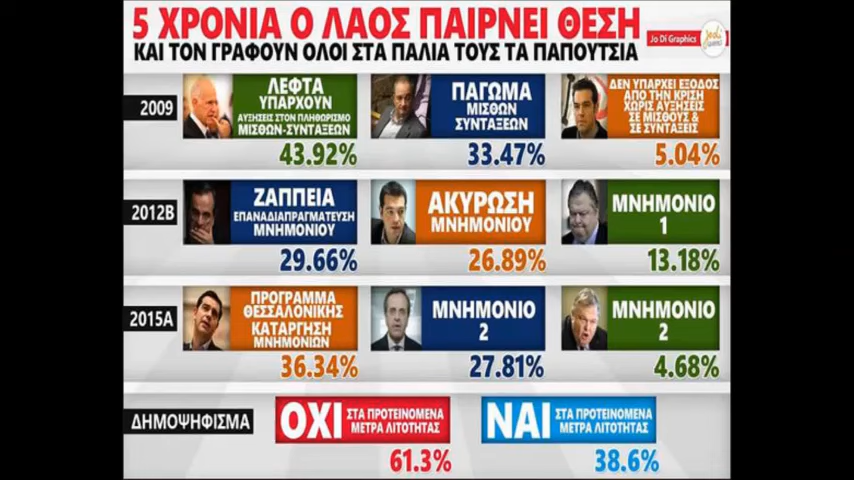 5 ΧΡΟΝΙΑ Ο ΛΑΟΣ ΠΑΙΡΝΕΙ ΘΕΣΗ
ΚΑΙ ΤΟΝ ΓΡΑΦΟΥΝ ΟΛΟΙ ΣΤΑ ΠΑΛΙΑ ΤΟΥΣ ΤΑ ΠΑΠΟΥΤΣΙΑ
Jo Di Graphics
2009
ΛΕΦΤΑ
ΥΠΑΡΧΟΥΝ
ΑΥΞΗΣΕΙΣ ΣΤΟΝ ΠΛΗΘΩΡΙΣΜΟ
ΜΙΣΘΩΝ-ΣΥΝΤΑΞΕΩΝ
43.92%
ΠΑΓΩΜΑ
ΜΙΣΘΩΝ
ΣΥΝΤΑΞΕΩΝ
33.47%
ΔΕΝ ΥΠΑΡΧΕΙ ΕΞΟΔΟΣ
ΑΠΟ ΤΗΝ ΚΡΙΣΗ
ΧΩΡΙΣ ΑΥΞΗΣΕΙΣ
ΣΕ ΜΙΣΘΟΥΣ &
ΣΕ ΣΥΝΤΑΞΕΙΣ
5.04%
2012Β
ΖΑΠΠΕΙΑ
ΕΠΑΝΑΔΙΑΠΡΑΓΜΑΤΕΥΣΗ
ΜΝΗΜΟΝΙΟΥ
29.66%
ΑΚΥΡΩΣΗ
ΜΝΗΜΟΝΙΟΥ
26.89%
ΜΝΗΜΟΝΙΟ
1
13.18%
2015Α
ΠΡΟΓΡΑΜΜΑ
ΘΕΣΣΑΛΟΝΙΚΗΣ
ΚΑΤΑΡΓΗΣΗ
ΜΝΗΜΟΝΙΩΝ
36.34%
ΜΝΗΜΟΝΙΟ
2
27.81%
ΜΝΗΜΟΝΙΟ
2
4.68%
ΔΗΜΟΨΗΦΙΣΜΑ
ΟΧΙ
ΣΤΑ ΠΡΟΤΕΙΝΟΜΕΝΑ
ΜΕΤΡΑ ΛΙΤΟΤΗΤΑΣ
61.3%
ΝΑΙ
ΣΤΑ ΠΡΟΤΕΙΝΟΜΕΝΑ
ΜΕΤΡΑ ΛΙΤΟΤΗΤΑΣ
38.6%